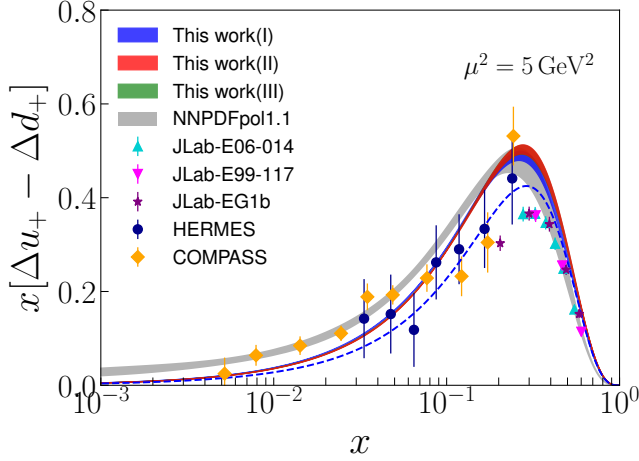 0.8
0.6
0.4
0.2
0.0
x[Δu₊ − Δd₊]
This work(I)
This work(II)
This work(III)
NNPDFpol1.1
JLab-E06-014
JLab-E99-117
JLab-EG1b
HERMES
COMPASS
μ² = 5 GeV²
10⁻³ 10⁻² 10⁻¹ 10⁰
x